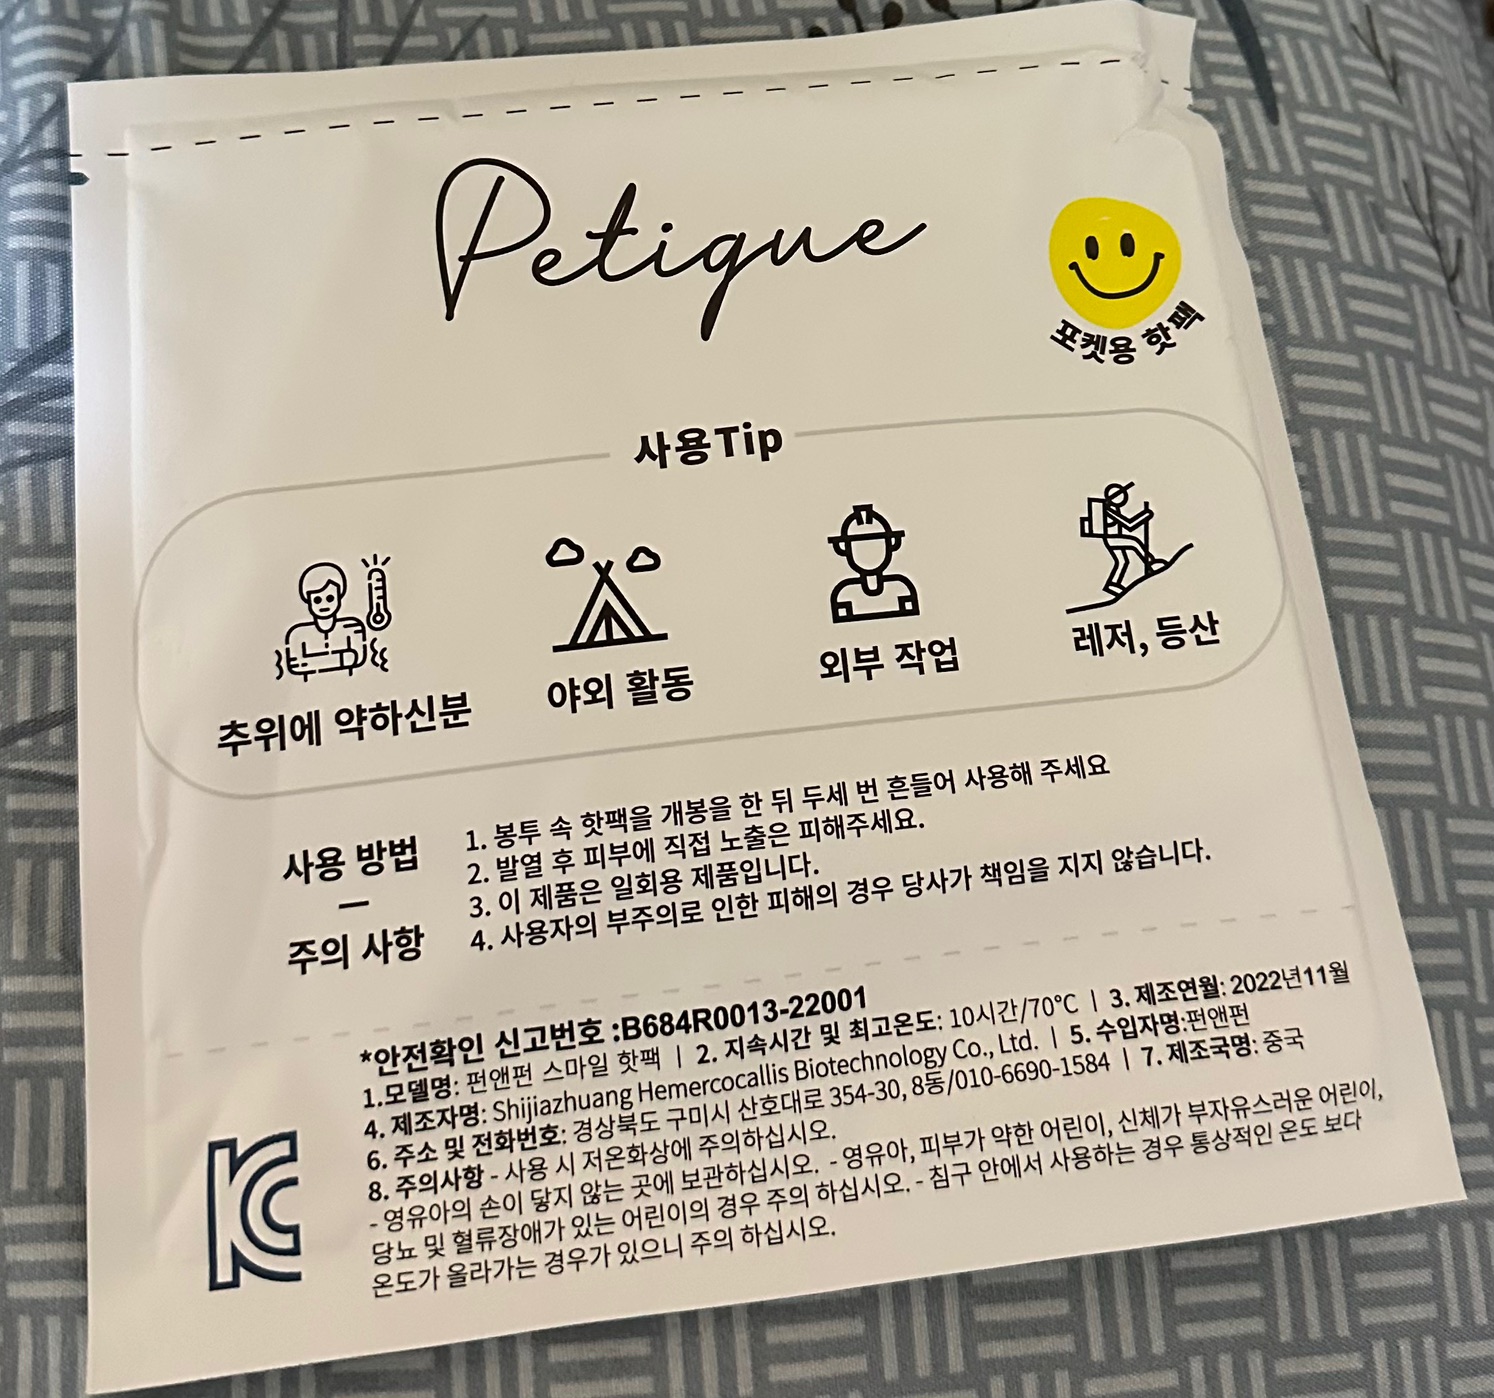 Petigue
포켓용 핫팩
사용Tip
추위에 약하신분
야외 활동
외부 작업
레저, 등산
사용 방법
주의 사항
1. 봉투 속 핫팩을 개봉을 한 뒤 두세 번 흔들어 사용해 주세요
2. 발열 후 피부에 직접 노출은 피해주세요.
3. 이 제품은 일회용 제품입니다.
4. 사용자의 부주의로 인한 피해의 경우 당사가 책임을 지지 않습니다.
*안전확인 신고번호 :B684R0013-22001
1.모델명: 펀앤펀 스마일 핫팩 | 2. 지속시간 및 최고온도: 10시간/70°C | 3. 제조연월: 2022년11월
4. 제조자명: Shijiazhuang Hemercocallis Biotechnology Co., Ltd. | 5. 수입자명:펀앤펀
6. 주소 및 전화번호: 경상북도 구미시 산호대로 354-30, 8동/010-6690-1584 | 7. 제조국명: 중국
8. 주의사항 - 사용 시 저온화상에 주의하십시오.
- 영유아의 손이 닿지 않는 곳에 보관하십시오. - 영유아, 피부가 약한 어린이, 신체가 부자유스러운 어린이,
당뇨 및 혈류장애가 있는 어린이의 경우 주의 하십시오. - 침구 안에서 사용하는 경우 통상적인 온도 보다
온도가 올라가는 경우가 있으니 주의 하십시오.
KC